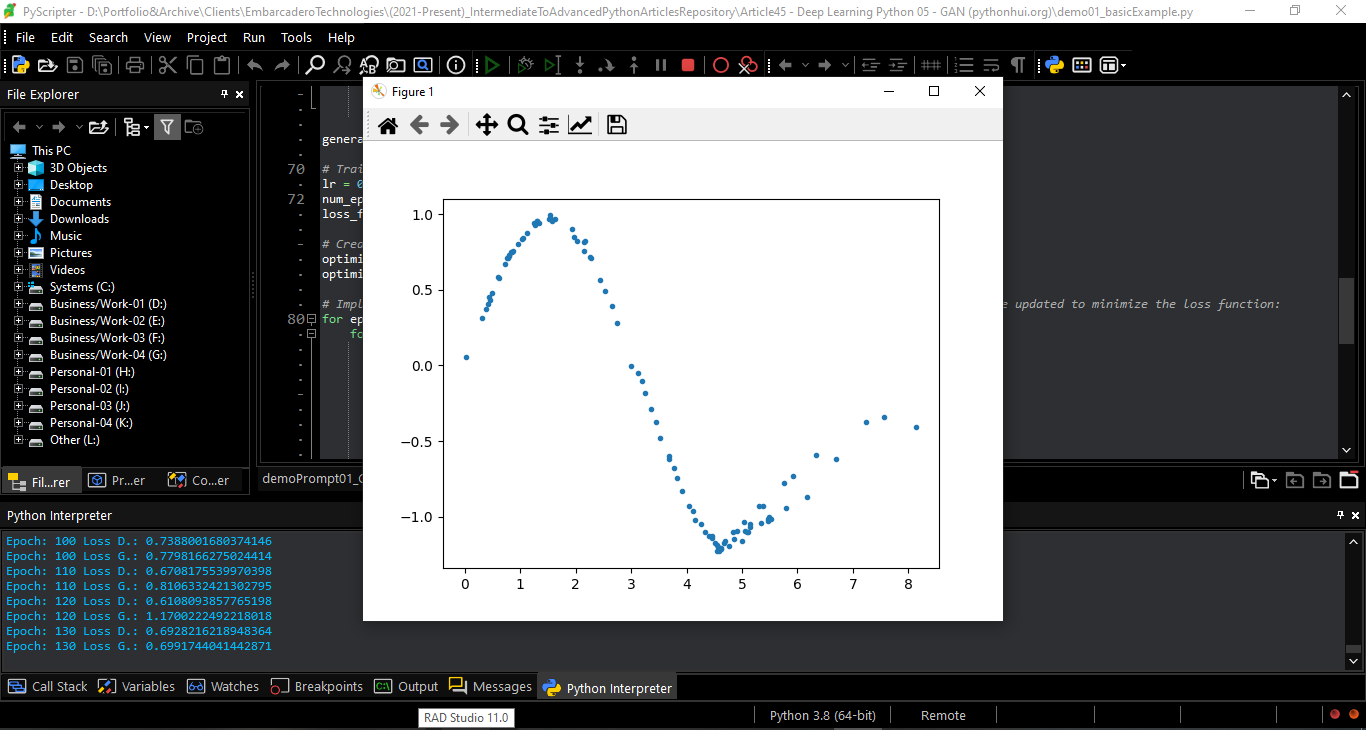 PyScripter - D:\Portfolio&Archive\Clients\EmbarcaderoTechnologies\(2021-Present)_IntermediateToAdvancedPythonArticlesRepository\Article45 - Deep Learning Python 05 - GAN (pythonhui.org)\demo01_basicExample.py
File Edit Search View Project Run Tools Help
File Explorer
This PC
3D Objects
Desktop
Documents
Downloads
Music
Pictures
Videos
Systems (C:)
Business/Work-01 (D:)
Business/Work-02 (E:)
Business/Work-03 (F:)
Business/Work-04 (G:)
Personal-01 (H:)
Personal-02 (I:)
Personal-03 (J:)
Personal-04 (K:)
Other (L:)
Fil...rer Pr...er Co...er
genera
70 # Trai
lr = 0
72 num_ep
loss_f
# Crea
optimi
optimi
# Impl e updated to minimize the loss function:
80 for ep
fo
demoPrompt01_
Figure 1
1.0
0.5
0.0
−0.5
−1.0
0 1 2 3 4 5 6 7 8
Python Interpreter
Epoch: 100 Loss D.: 0.7388001680374146
Epoch: 100 Loss G.: 0.7798166275024414
Epoch: 110 Loss D.: 0.6708175539970398
Epoch: 110 Loss G.: 0.8106332421302795
Epoch: 120 Loss D.: 0.6108093857765198
Epoch: 120 Loss G.: 1.1700222492218018
Epoch: 130 Loss D.: 0.6928216218948364
Epoch: 130 Loss G.: 0.6991744041442871
Call Stack Variables Watches Breakpoints Output Messages Python Interpreter
RAD Studio 11.0
Python 3.8 (64-bit) Remote